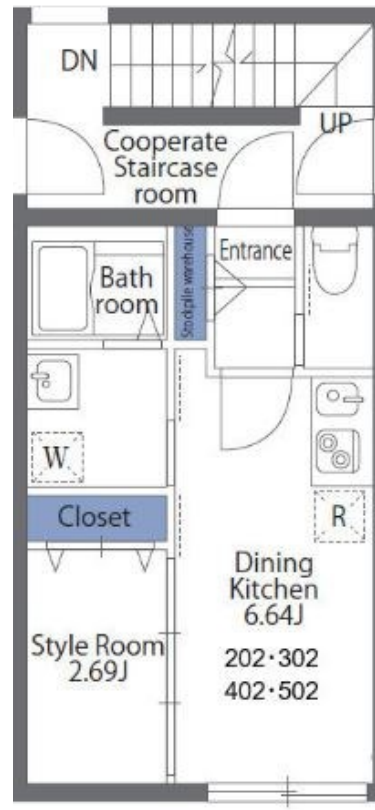 DN
UP
Cooperate
Staircase
room
Bath
room
Stockpile warehouse
Entrance
W
Closet
R
Dining
Kitchen
6.64J
Style Room
2.69J
202・302
402・502